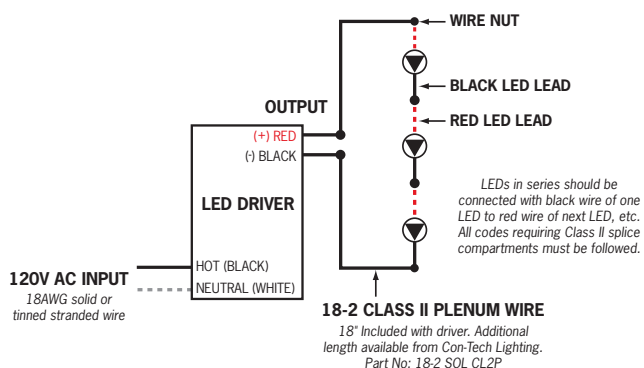 WIRE NUT
BLACK LED LEAD
RED LED LEAD
OUTPUT
(+) RED
(-) BLACK
LED DRIVER
LEDs in series should be
connected with black wire of one
LED to red wire of next LED, etc.
All codes requiring Class II splice
compartments must be followed.
HOT (BLACK)
NEUTRAL (WHITE)
120V AC INPUT
18AWG solid or
tinned stranded wire
18-2 CLASS II PLENUM WIRE
18" Included with driver. Additional
length available from Con-Tech Lighting.
Part No: 18-2 SOL CL2P